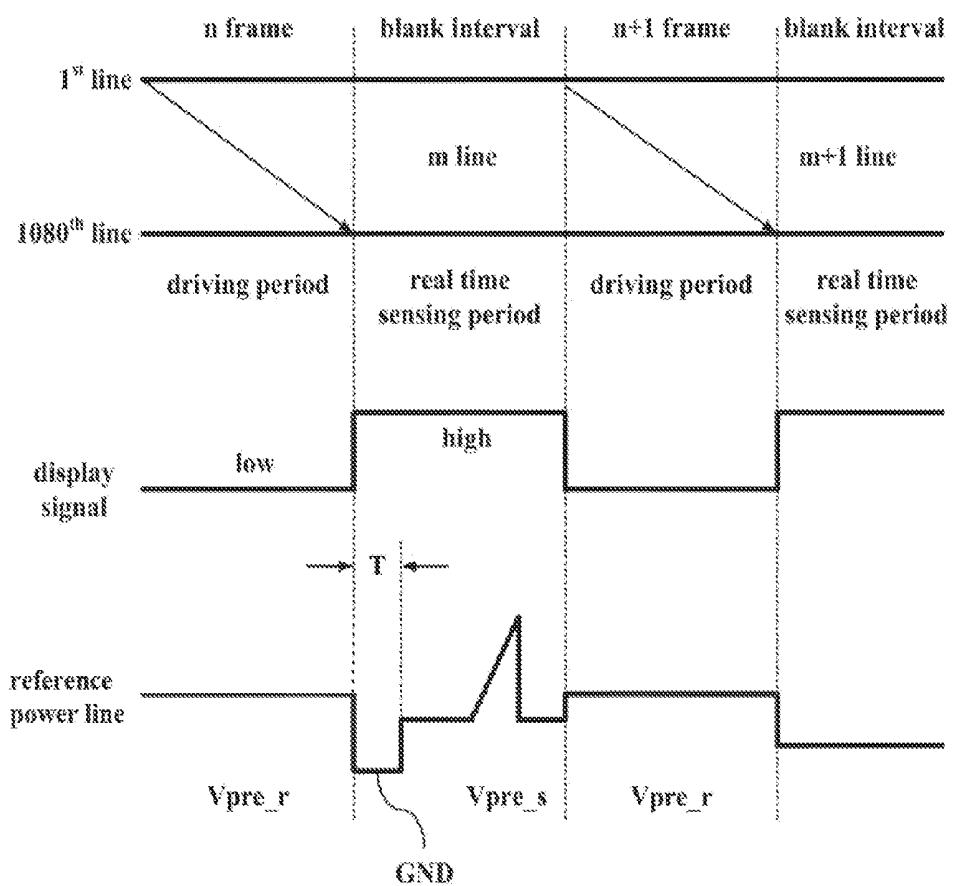 n frame
blank interval
n+1 frame
blank interval
1st line
m line
m+1 line
1080th line
driving period
real time
sensing period
driving period
real time
sensing period
high
low
display
signal
T
reference
power line
Vpre_r
Vpre_s
Vpre_r
GND